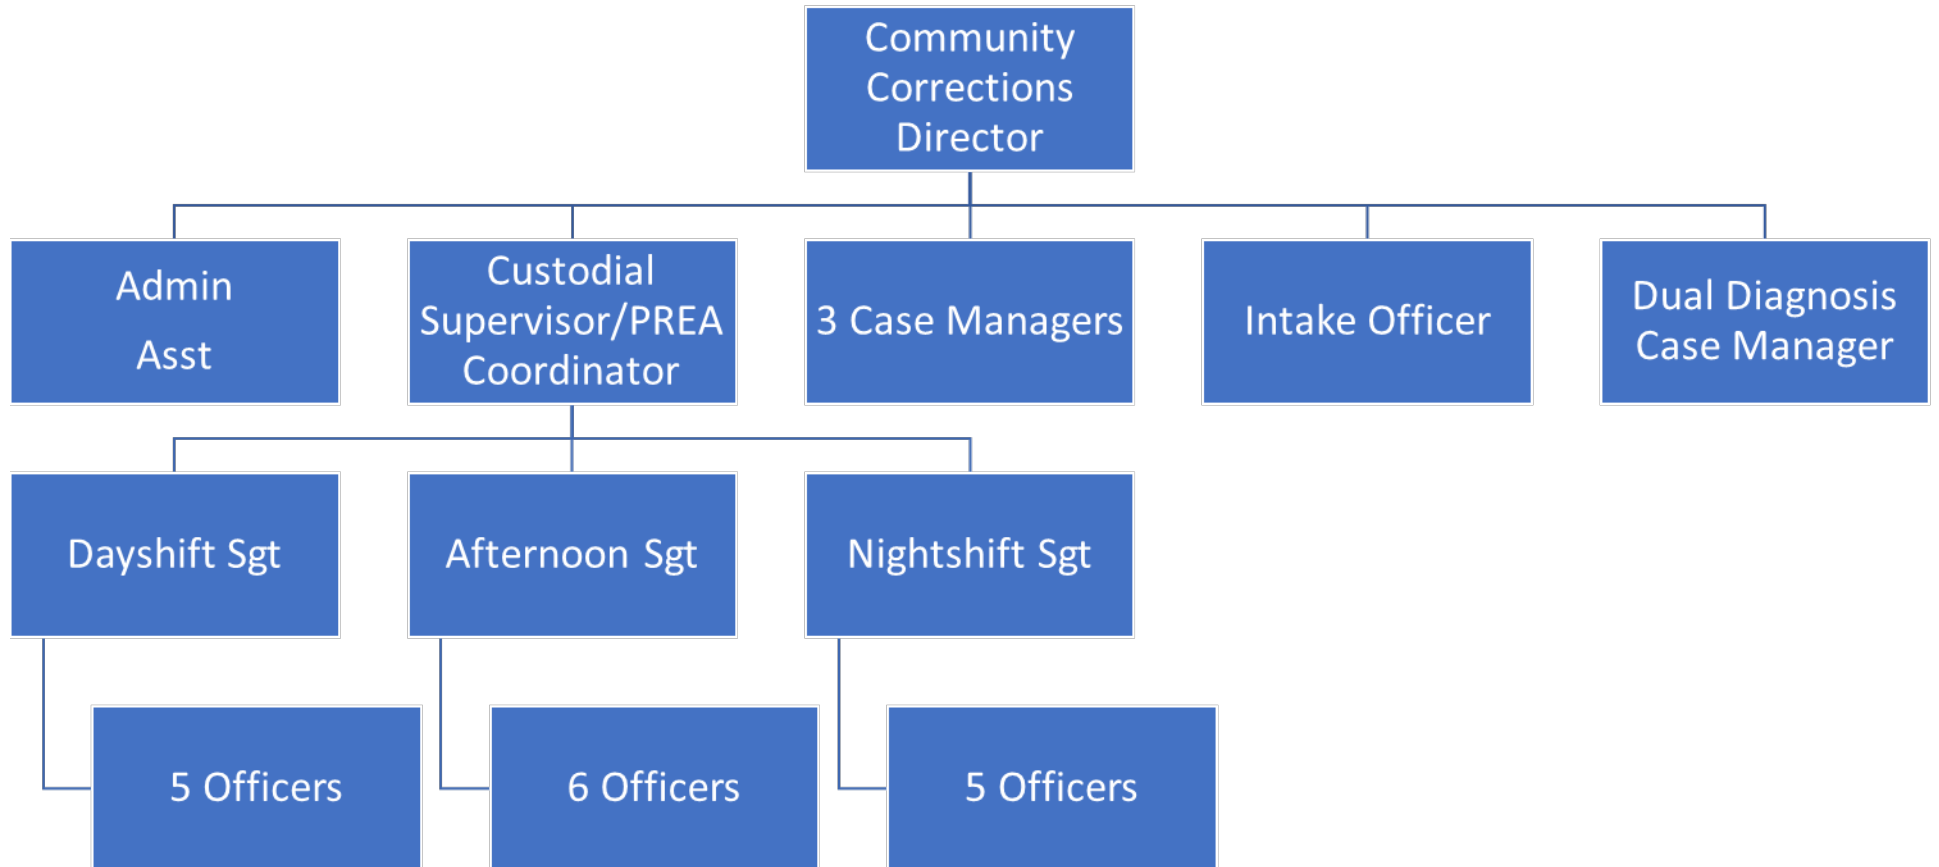 Community
Corrections
Director
Admin
Asst
Custodial
Supervisor/PREA
Coordinator
3 Case Managers
Intake Officer
Dual Diagnosis
Case Manager
Dayshift Sgt
Afternoon Sgt
Nightshift Sgt
5 Officers
6 Officers
5 Officers